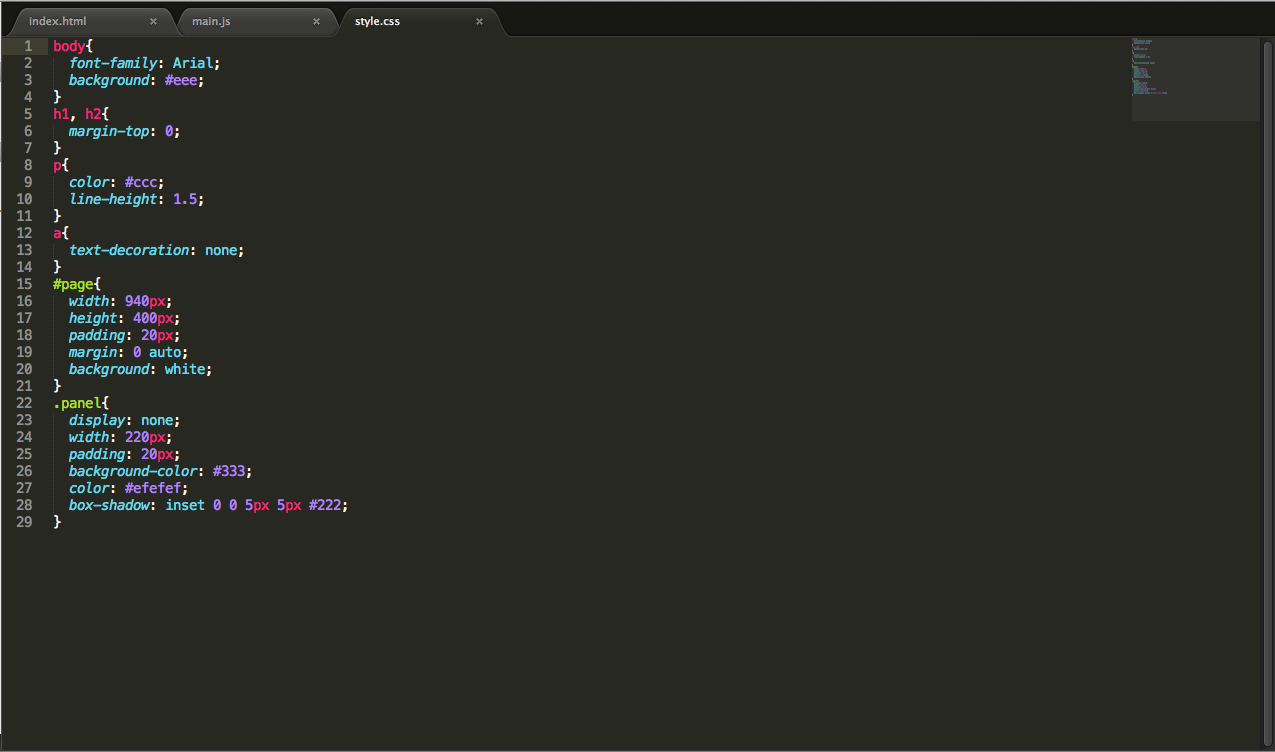 index.html × main.js × style.css ×
1 body{
2   font-family: Arial;
3   background: #eee;
4 }
5 h1, h2{
6   margin-top: 0;
7 }
8 p{
9   color: #ccc;
10   line-height: 1.5;
11 }
12 a{
13   text-decoration: none;
14 }
15 #page{
16   width: 940px;
17   height: 400px;
18   padding: 20px;
19   margin: 0 auto;
20   background: white;
21 }
22 .panel{
23   display: none;
24   width: 220px;
25   padding: 20px;
26   background-color: #333;
27   color: #efefef;
28   box-shadow: inset 0 0 5px 5px #222;
29 }